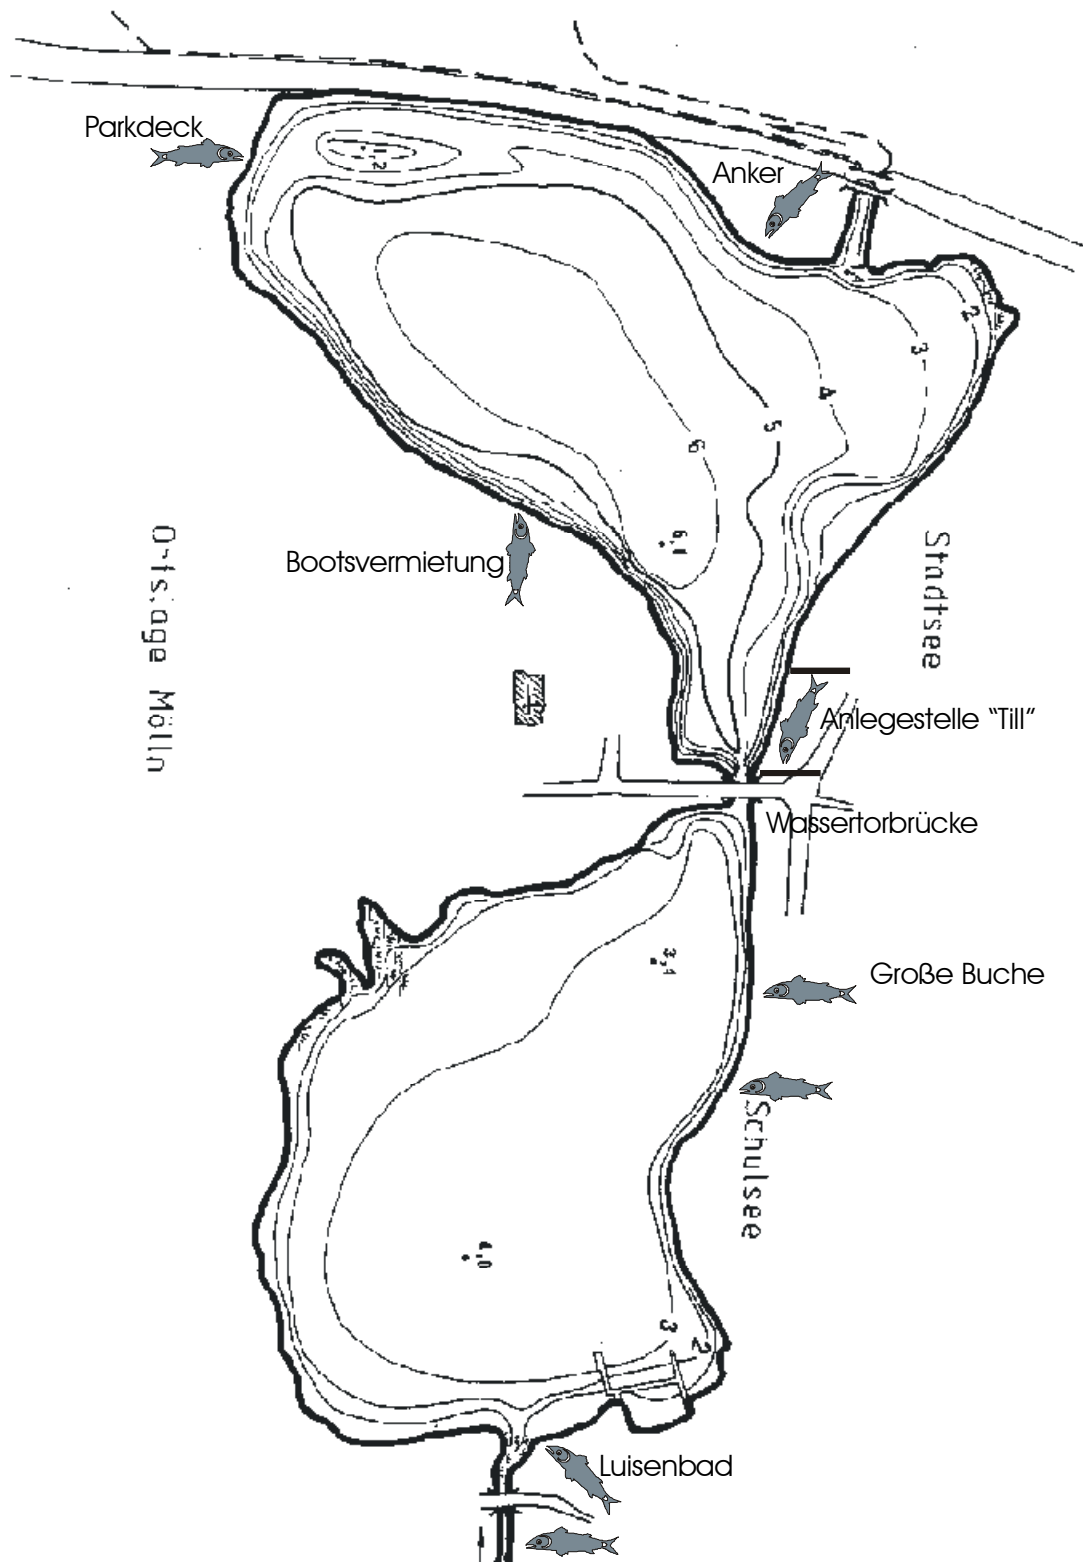 Parkdeck
Anker
2
3
4
5
6
6,1
Stadtsee
Bootsvermietung
Ortslage Mölln
Anlegestelle “Till”
Wassertorbrücke
3,1
Große Buche
Schulsee
4,0
3
2
Luisenbad